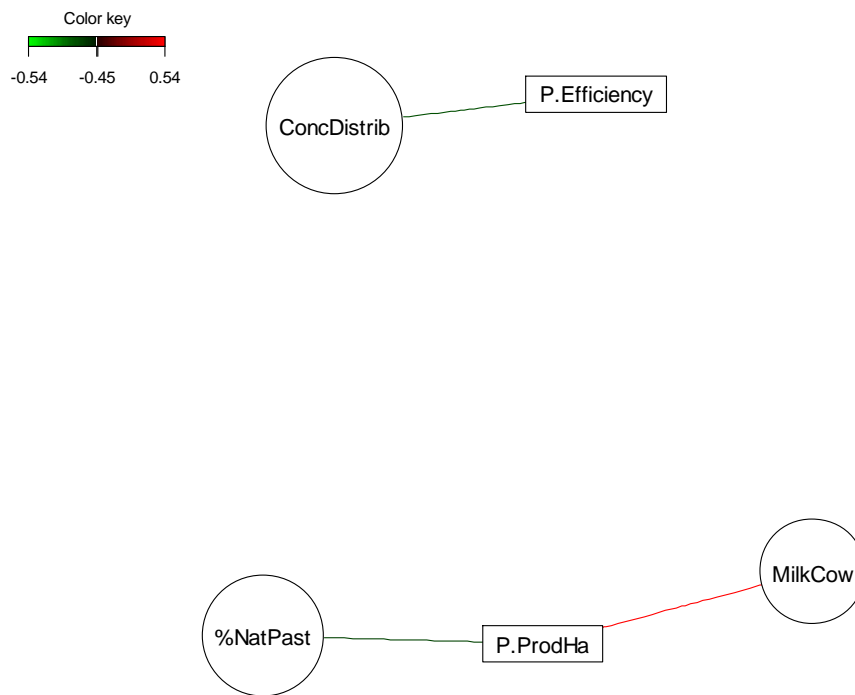 Color key
-0.54 -0.45 0.54
P.Efficiency
ConcDistrib
MilkCow
%NatPast
P.ProdHa